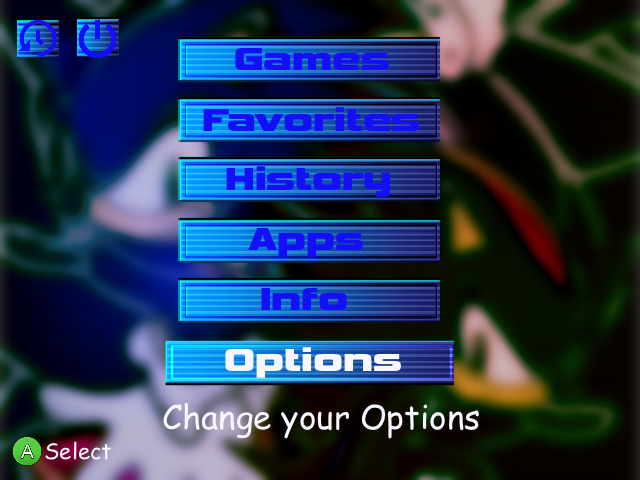 Games
Favorites
History
Apps
Info
Options
Change your Options
A Select